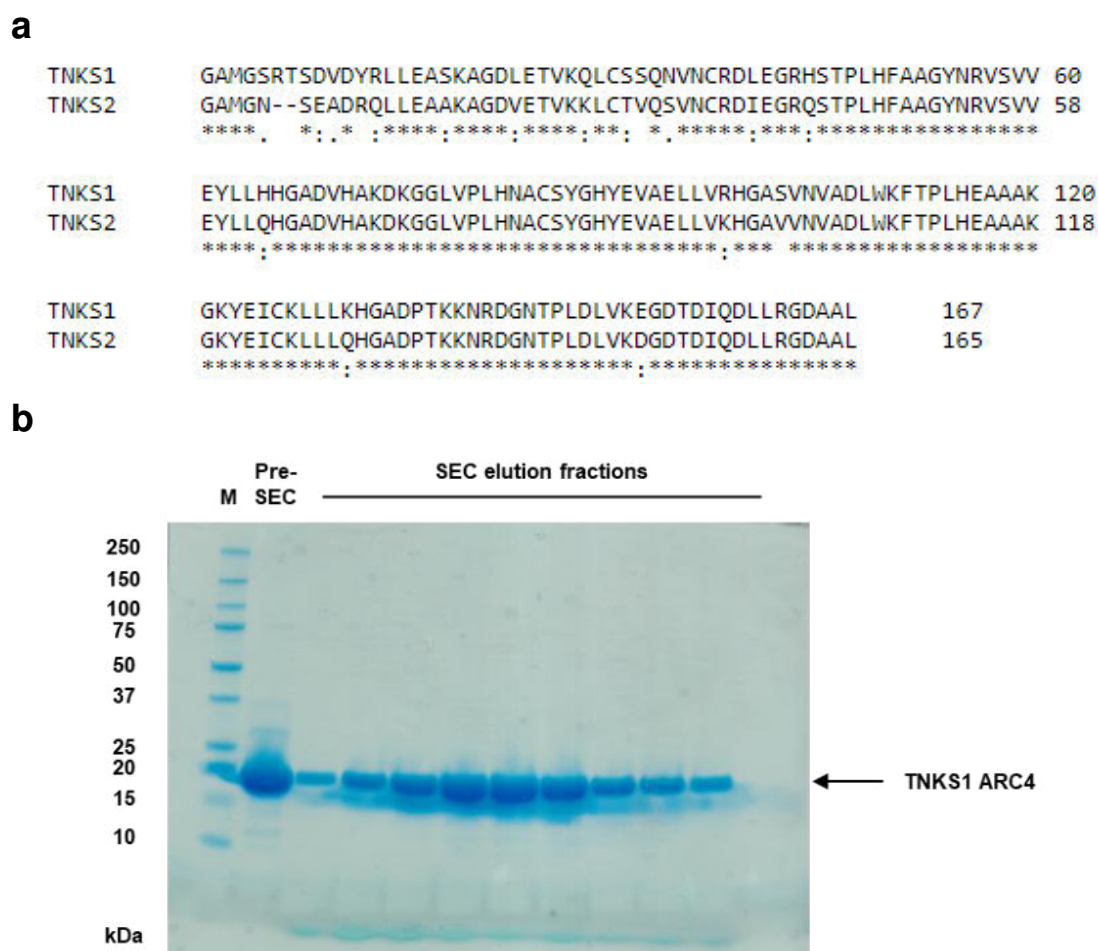 a
TNKS1 GAMGSRTSDVDYRLLEASKAGDLETVKQLCSSQNVNCRDLEGRHSTPLHFAAGYNRVSVV 60
TNKS2 GAMGN--SEADRQLLEAAKAGDVETVKKLCTVQSVNCRDIEGRQSTPLHFAAGYNRVSVV 58
****. *:.* :****:****:****:**: *.*****:***:****************
TNKS1 EYLLHHGADVHAKDKGGLVPLHNACSYGHYEVAELLVRHGASVNVADLWKFTPLHEAAAK 120
TNKS2 EYLLQHGADVHAKDKGGLVPLHNACSYGHYEVAELLVKHGAVVNVADLWKFTPLHEAAAK 118
****:********************************:*** ******************
TNKS1 GKYEICKLLLKHGADPTKKNRDGNTPLDLVKEGDTDIQDLLRGDAAL 167
TNKS2 GKYEICKLLLQHGADPTKKNRDGNTPLDLVKDGDTDIQDLLRGDAAL 165
**********:********************:***************
b
M
Pre-
SEC
SEC elution fractions
250
150
100
75
50
37
25
20
15
10
kDa
TNKS1 ARC4